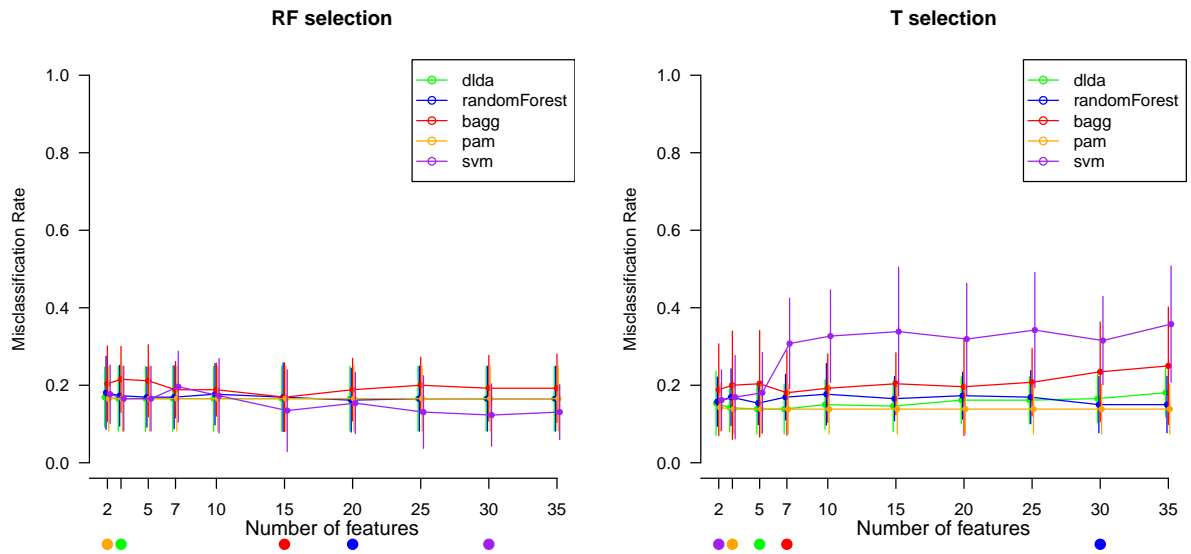 RF selection
1.0
0.8
0.6
0.4
0.2
0.0
Misclassification Rate
dlda
randomForest
bagg
pam
svm
2 5 7 10 15 20 25 30 35
Number of features
T selection
1.0
0.8
0.6
0.4
0.2
0.0
Misclassification Rate
dlda
randomForest
bagg
pam
svm
2 5 7 10 15 20 25 30 35
Number of features